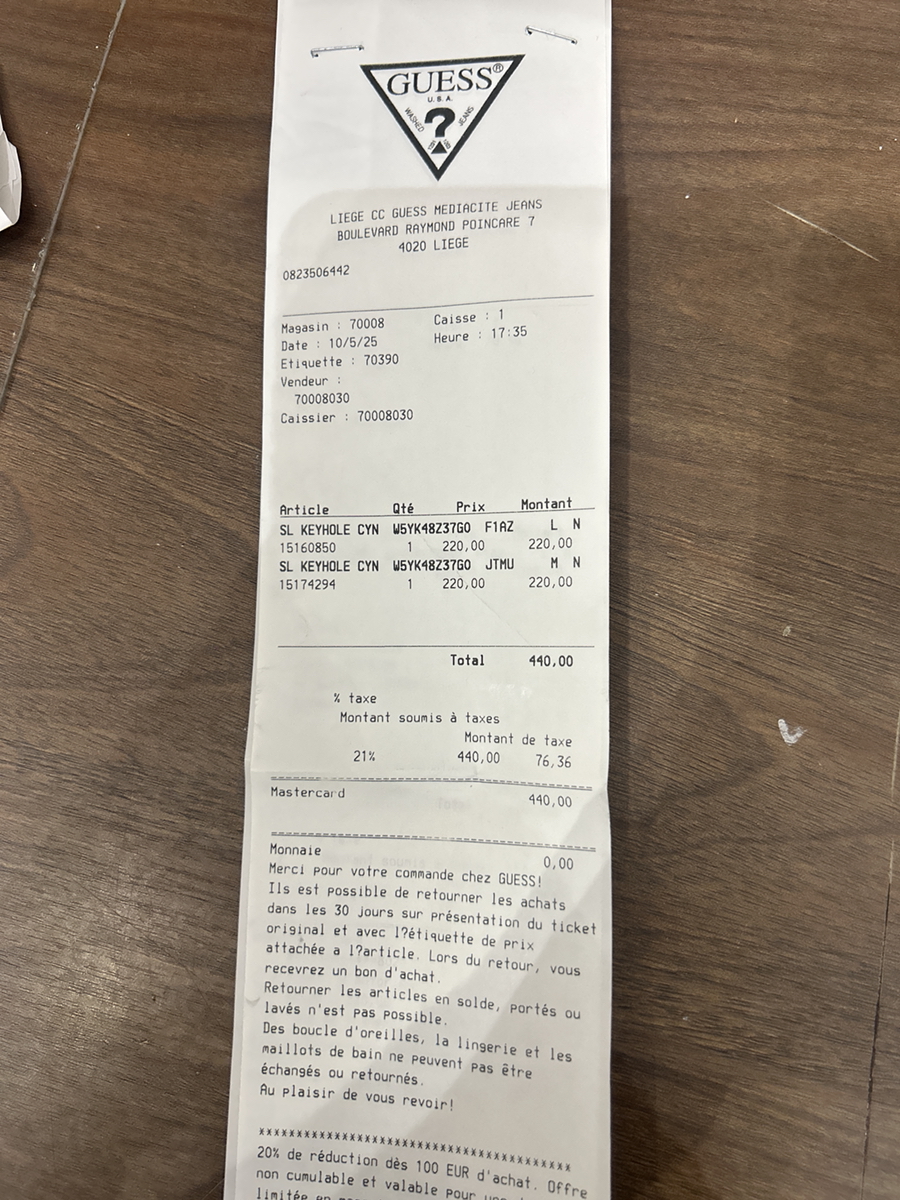 GUESS®
U.S.A.
WASHED ? JEANS
LIEGE CC GUESS MEDIACITE JEANS
BOULEVARD RAYMOND POINCARE 7
4020 LIEGE
0823506442
Magasin : 70008 Caisse : 1
Date : 10/5/25 Heure : 17:35
Etiquette : 70390
Vendeur :
70008030
Caissier : 70008030
Article Qté Prix Montant
SL KEYHOLE CYN W5YK48Z37G0 F1AZ L N
15160850 1 220,00 220,00
SL KEYHOLE CYN W5YK48Z37G0 JTMU M N
15174294 1 220,00 220,00
Total 440,00
% taxe
Montant soumis à taxes
Montant de taxe
21% 440,00 76,36
Mastercard 440,00
Monnaie 0,00
Merci pour votre commande chez GUESS!
Ils est possible de retourner les achats
dans les 30 jours sur présentation du ticket
original et avec l?étiquette de prix
attachée a l?article. Lors du retour, vous
recevrez un bon d'achat.
Retourner les articles en solde, portés ou
lavés n'est pas possible.
Des boucle d'oreilles, la lingerie et les
maillots de bain ne peuvent pas être
échangés ou retournés.
Au plaisir de vous revoir!
****************************************
20% de réduction dès 100 EUR d'achat. Offre
non cumulable et valable pour
limitée en